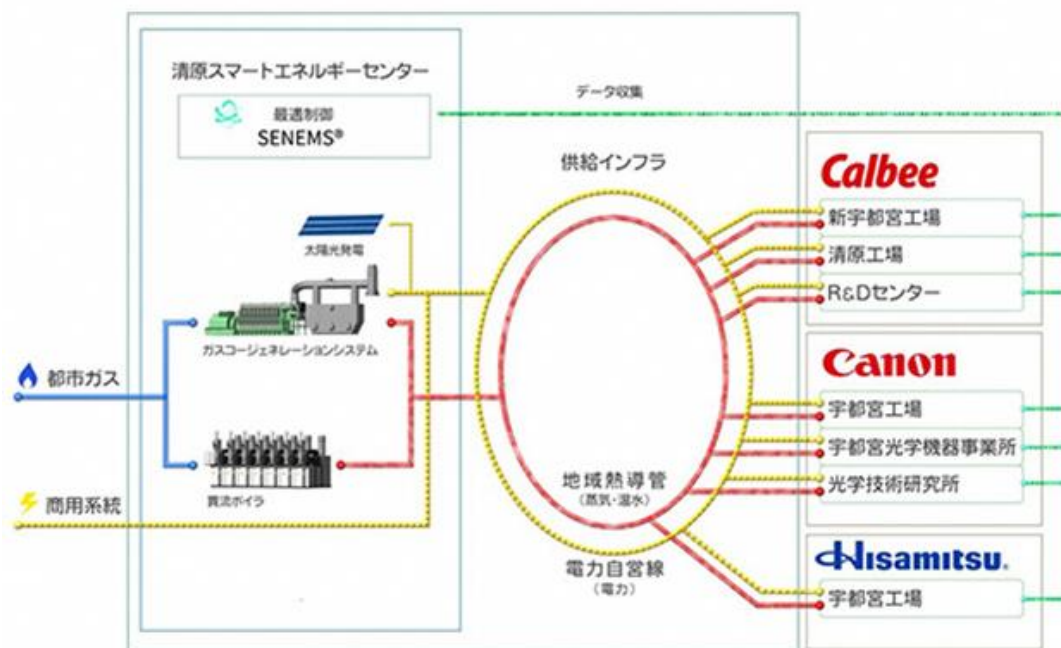 清原スマートエネルギーセンター
最適制御
SENEMS®
データ収集
供給インフラ
太陽光発電
ガスコージェネレーションシステム
都市ガス
貫流ボイラ
商用系統
地域熱導管
(蒸気・温水)
電力自営線
(電力)
Calbee
新宇都宮工場
清原工場
R&Dセンター
Canon
宇都宮工場
宇都宮光学機器事業所
光学技術研究所
Hisamitsu.
宇都宮工場